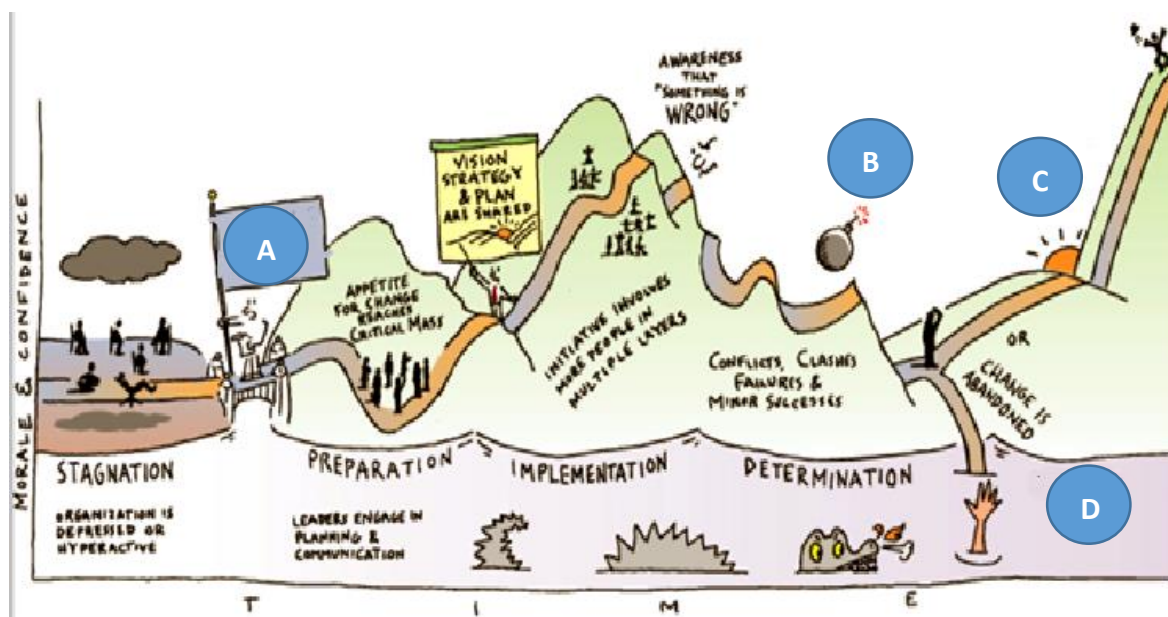 MORALE & CONFIDENCE
A
VISION
STRATEGY
& PLAN
ARE SHARED
AWARENESS
THAT
"SOMETHING IS
WRONG"
B
C
APPETITE
FOR CHANGE
REACHES
CRITICAL MASS
INITIATIVE INVOLVES
MORE PEOPLE IN
MULTIPLE LAYERS
CONFLICTS, CLASHES
FAILURES &
MINOR SUCCESSES
OR
CHANGE IS
ABANDONED
STAGNATION
PREPARATION
IMPLEMENTATION
DETERMINATION
D
ORGANIZATION IS
DEPRESSED OR
HYPERACTIVE
LEADERS ENGAGE IN
PLANNING &
COMMUNICATION
T I M E